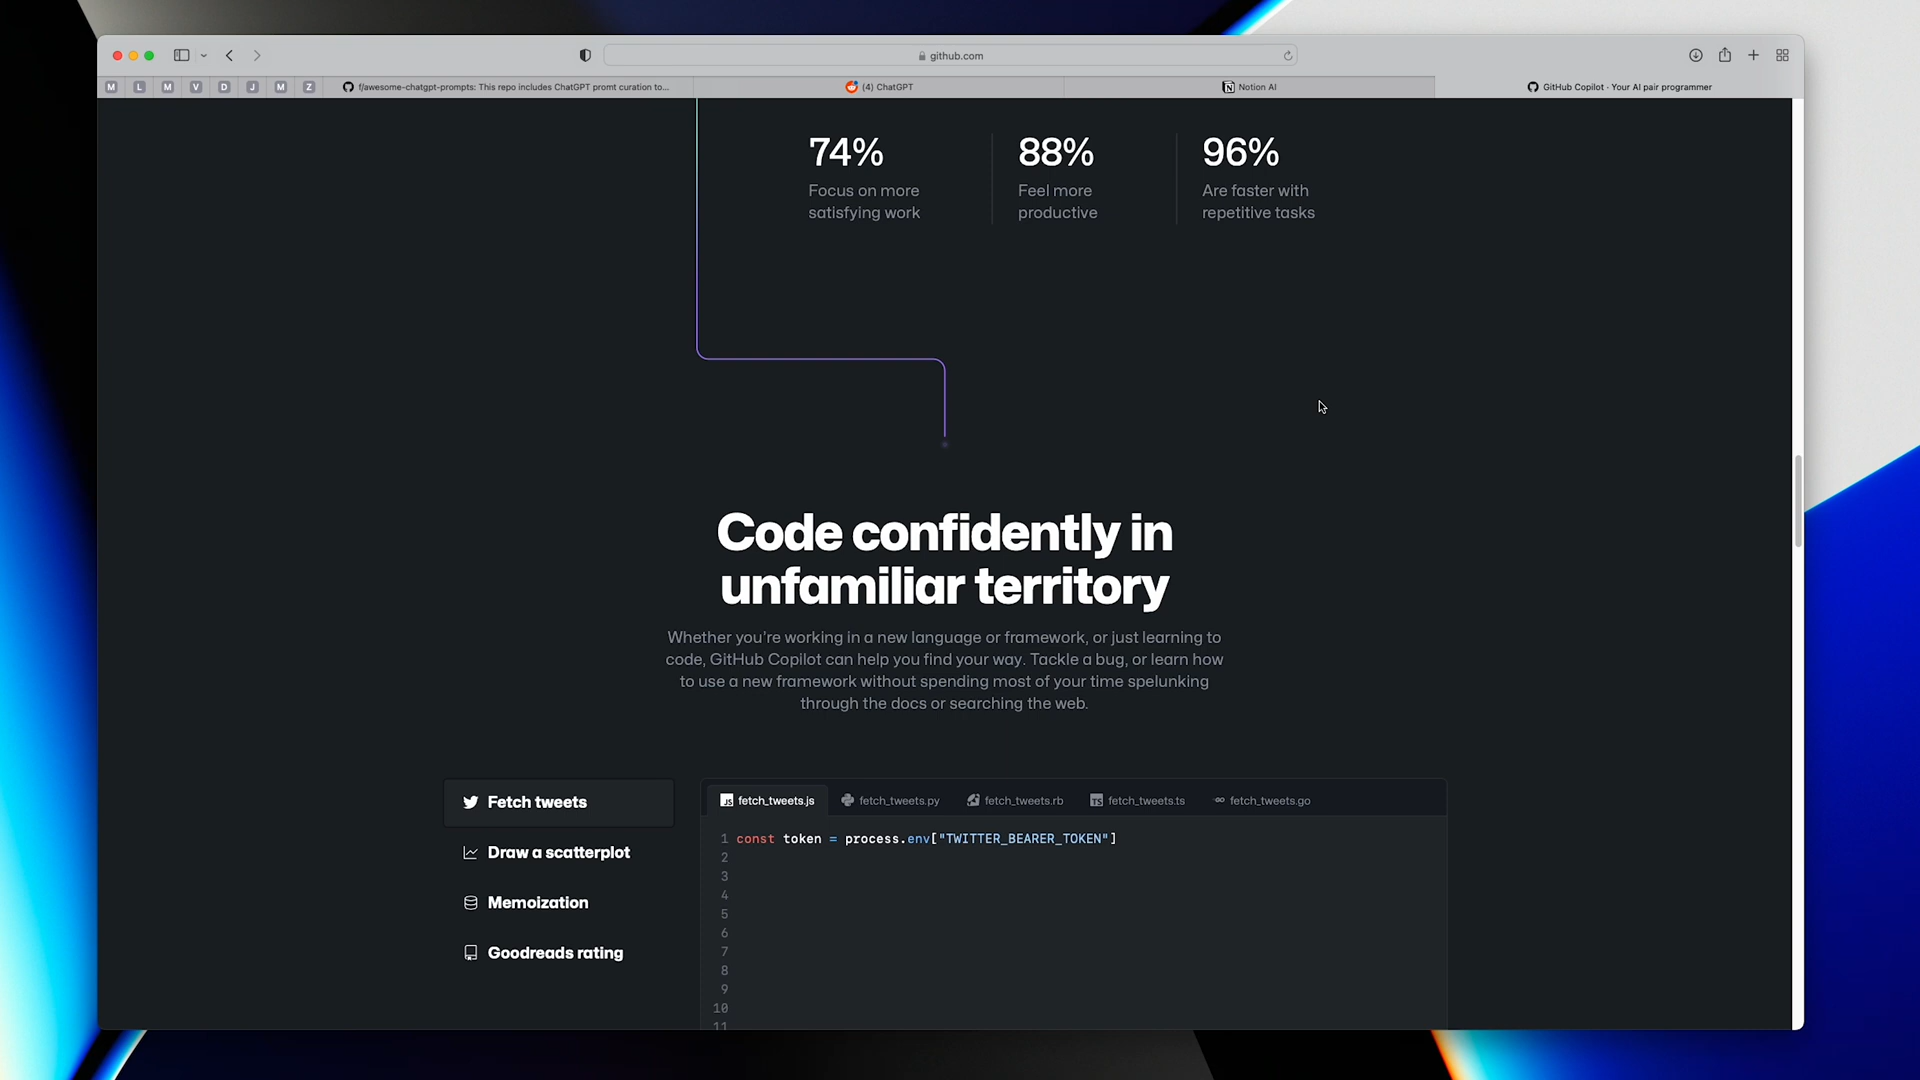 github.com
M L M V D J M Z
f/awesome-chatgpt-prompts: This repo includes ChatGPT promt curation to...
(4) ChatGPT
Notion AI
GitHub Copilot · Your AI pair programmer
74%
Focus on more
satisfying work
88%
Feel more
productive
96%
Are faster with
repetitive tasks
Code confidently in
unfamiliar territory
Whether you're working in a new language or framework, or just learning to
code, GitHub Copilot can help you find your way. Tackle a bug, or learn how
to use a new framework without spending most of your time spelunking
through the docs or searching the web.
Fetch tweets
Draw a scatterplot
Memoization
Goodreads rating
JS fetch_tweets.js
fetch_tweets.py
fetch_tweets.rb
TS fetch_tweets.ts
fetch_tweets.go
1 const token = process.env["TWITTER_BEARER_TOKEN"]
2
3
4
5
6
7
8
9
10
11